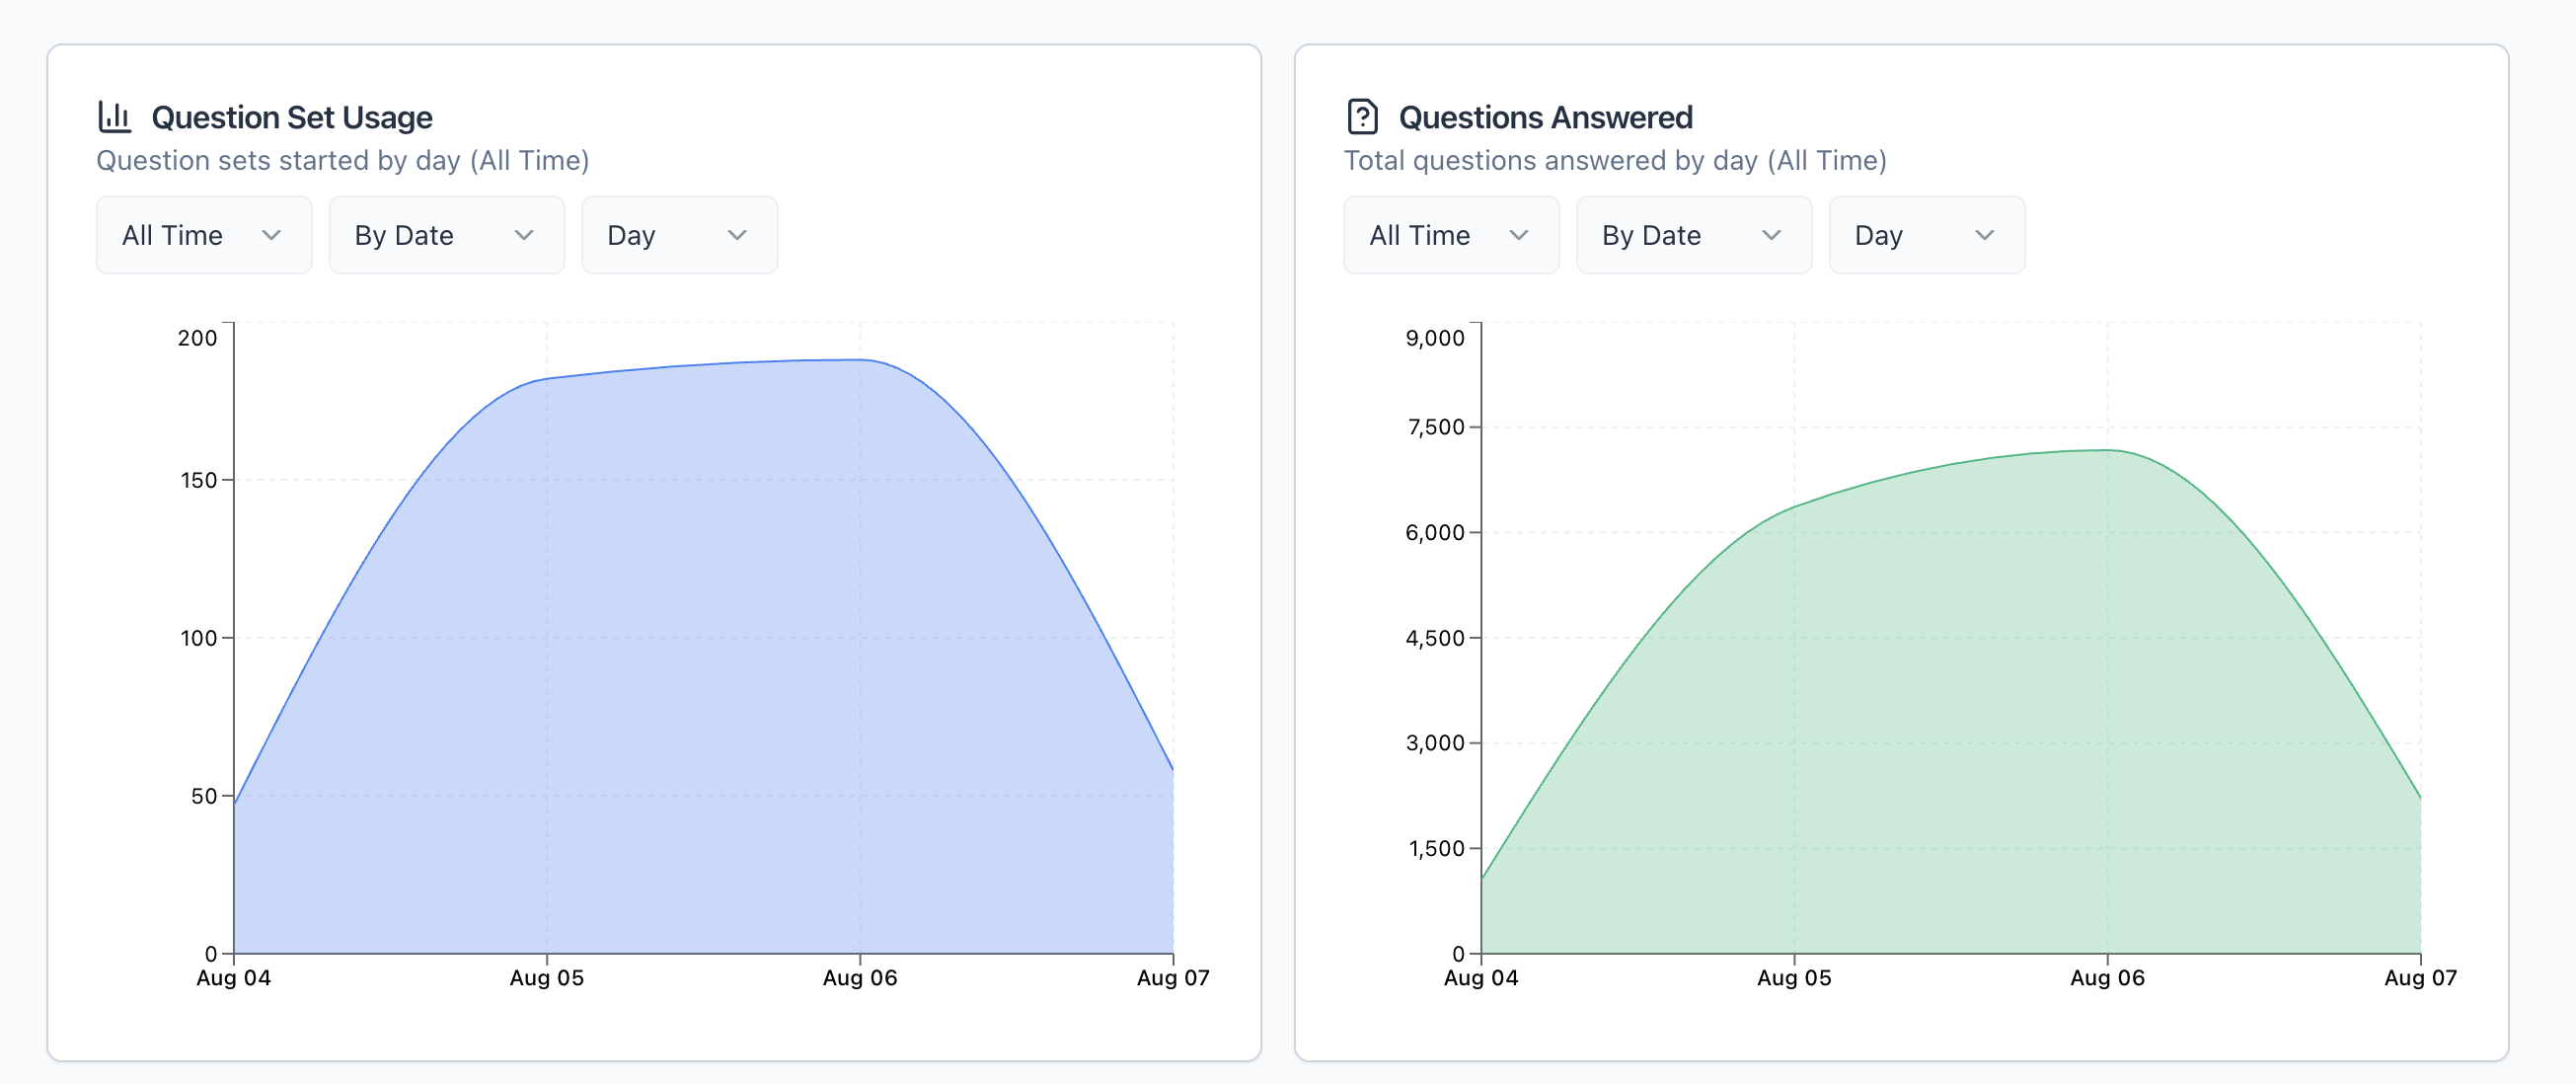 Question Set Usage
Question sets started by day (All Time)
All Time By Date Day
200
150
100
50
0
Aug 04 Aug 05 Aug 06 Aug 07
Questions Answered
Total questions answered by day (All Time)
All Time By Date Day
9,000
7,500
6,000
4,500
3,000
1,500
0
Aug 04 Aug 05 Aug 06 Aug 07